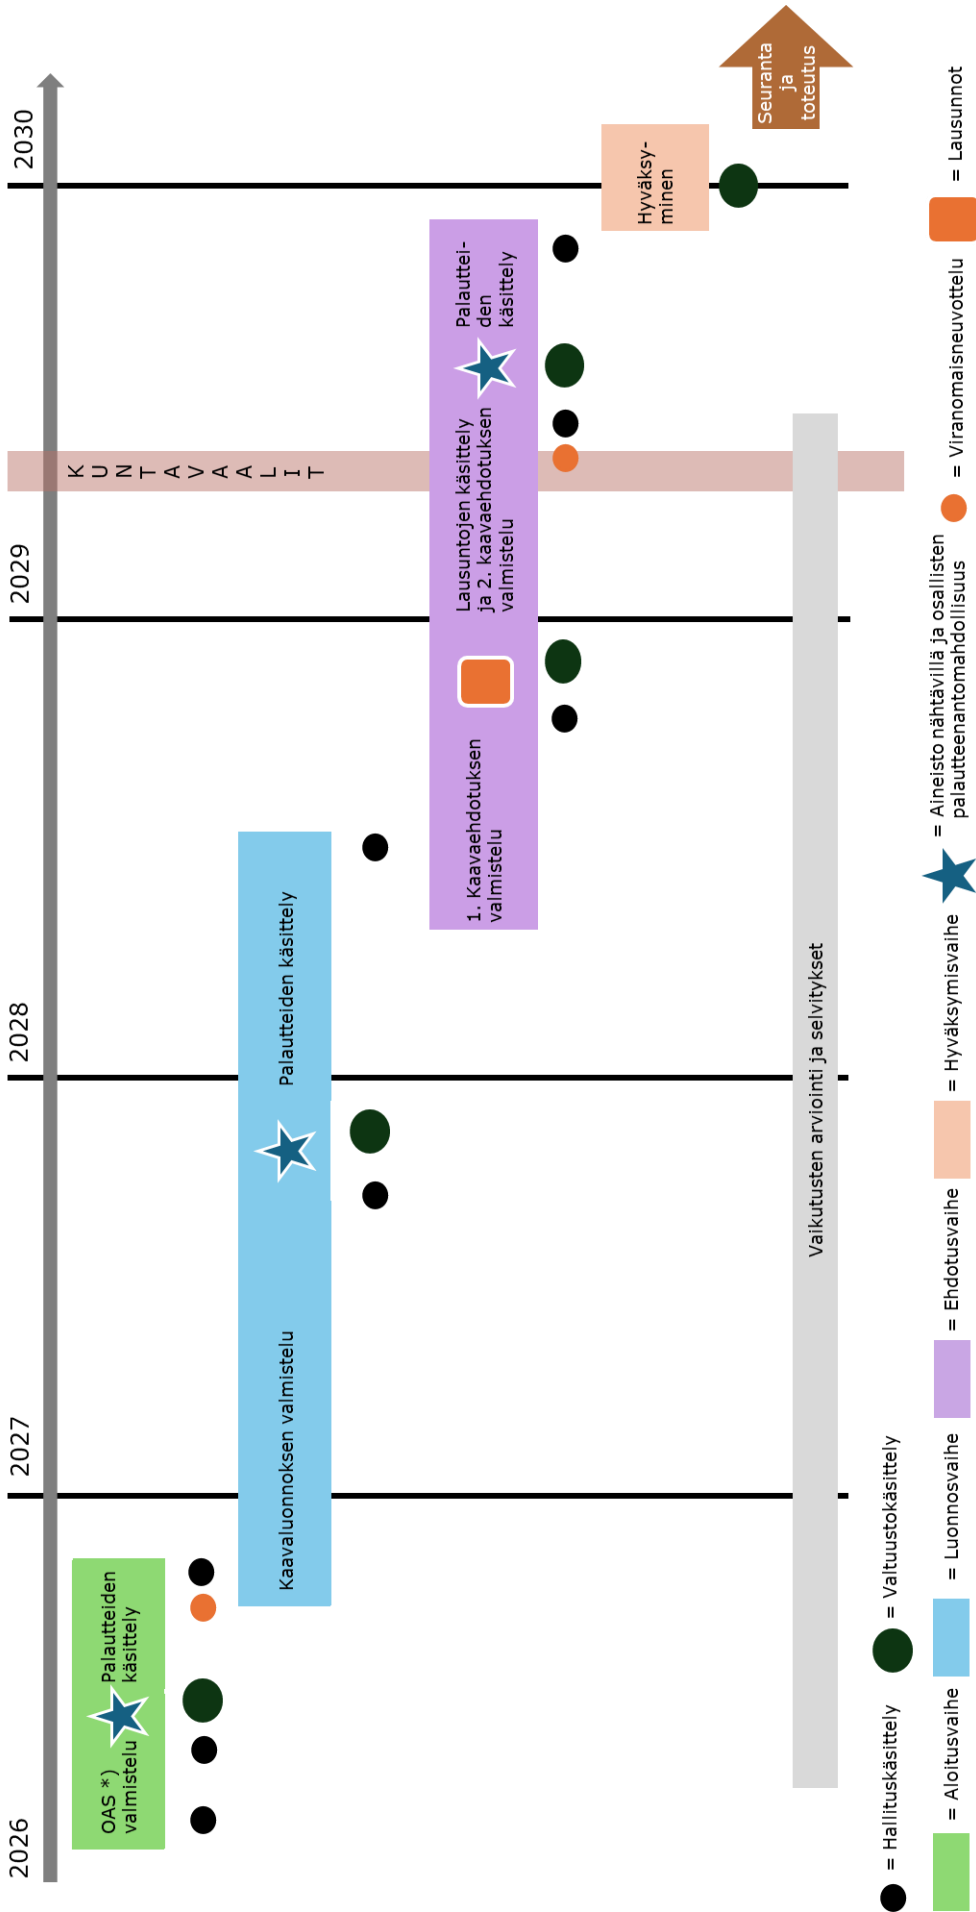 2026
2027
2028
2029
2030
K
U
N
T
A
V
A
A
L
I
T
OAS *)
valmistelu
Palautteiden
käsittely
Kaavaluonnoksen valmistelu
Palautteiden käsittely
1. Kaavaehdotuksen
valmistelu
Lausuntojen käsittely
ja 2. kaavaehdotuksen
valmistelu
Palauttei-
den
käsittely
Hyväksy-
minen
Seuranta
ja
toteutus
Vaikutusten arviointi ja selvitykset
= Hallituskäsittely
= Valtuustokäsittely
= Aloitusvaihe
= Luonnosvaihe
= Ehdotusvaihe
= Hyväksymisvaihe
= Aineisto nähtävillä ja osallisten
palautteenantomahdollisuus
= Viranomaisneuvottelu
= Lausunnot